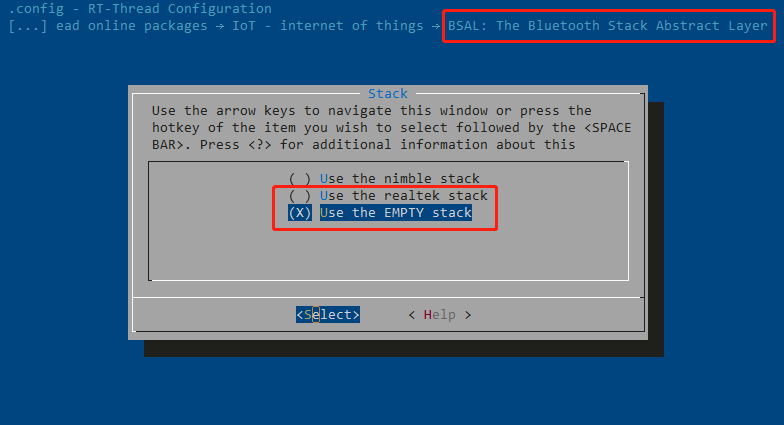 .config - RT-Thread Configuration
[...] ead online packages → IoT - internet of things → BSAL: The Bluetooth Stack Abstract Layer
Stack
Use the arrow keys to navigate this window or press the
hotkey of the item you wish to select followed by the <SPACE
BAR>. Press <?> for additional information about this
( ) Use the nimble stack
( ) Use the realtek stack
(X) Use the EMPTY stack
<Select> < Help >